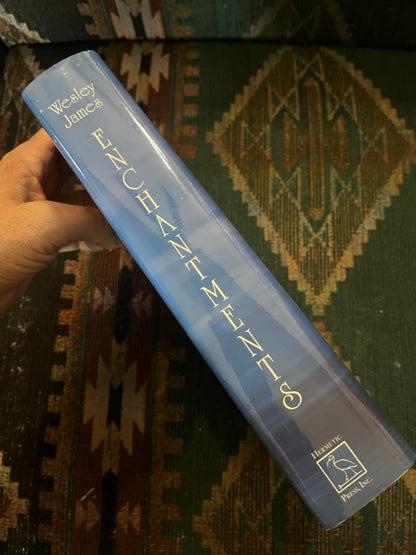 Wesley
James
ENCHANTMENTS
HERMETIC
PRESS, INC.